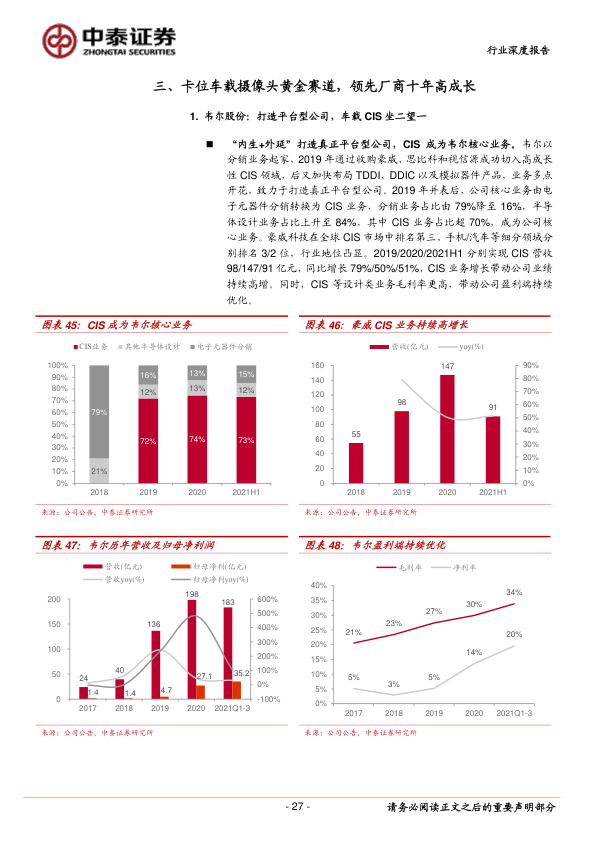 中泰证券
ZHONGTAI SECURITIES
行业深度报告
三、卡位车载摄像头黄金赛道，领先厂商十年高成长
1. 韦尔股份：打造平台型公司，车载 CIS 坐二望一
■ “内生+外延”打造真正平台型公司，CIS 成为韦尔核心业务。韦尔以
分销业务起家，2019 年通过收购豪威、思比科和视信源成功切入高成长
性 CIS 领域，后又加快布局 TDDI、DDIC 以及模拟器件产品，业务多点
开花，致力于打造真正平台型公司。2019 年并表后，公司核心业务由电
子元器件分销转换为 CIS 业务，分销业务占比由 79%降至 16%，半导
体设计业务占比上升至 84%，其中 CIS 业务占比超 70%，成为公司核
心业务。豪威科技在全球 CIS 市场中排名第三，手机/汽车等细分领域分
别排名 3/2 位，行业地位凸显。2019/2020/2021H1 分别实现 CIS 营收
98/147/91 亿元，同比增长 79%/50%/51%，CIS 业务增长带动公司业绩
持续高增。同时，CIS 等设计类业务毛利率更高，带动公司盈利端持续
优化。
图表 45：CIS 成为韦尔核心业务
CIS业务 其他半导体设计 电子元器件分销
100%
90%
80%
70%
60%
50%
40%
30%
20%
10%
0%
79%
21%
16%
12%
72%
13%
13%
74%
15%
12%
73%
2018 2019 2020 2021H1
来源：公司公告，中泰证券研究所
图表 46：豪威 CIS 业务持续高增长
营收(亿元) yoy(%)
160
140
120
100
80
60
40
20
0
55
98
147
91
90%
80%
70%
60%
50%
40%
30%
20%
10%
0%
2018 2019 2020 2021H1
来源：公司公告，中泰证券研究所
图表 47：韦尔历年营收及归母净利润
营收(亿元) 归母净利(亿元)
营收yoy(%) 归母净利yoy(%)
200
150
100
50
0
24
1.4
40
1.4
136
4.7
198
27.1
183
35.2
600%
500%
400%
300%
200%
100%
0%
-100%
2017 2018 2019 2020 2021Q1-3
来源：公司公告，中泰证券研究所
图表 48：韦尔盈利端持续优化
毛利率 净利率
40%
35%
30%
25%
20%
15%
10%
5%
0%
21%
23%
27%
30%
34%
5%
3%
5%
14%
20%
2017 2018 2019 2020 2021Q1-3
来源：公司公告，中泰证券研究所
- 27 -
请务必阅读正文之后的重要声明部分